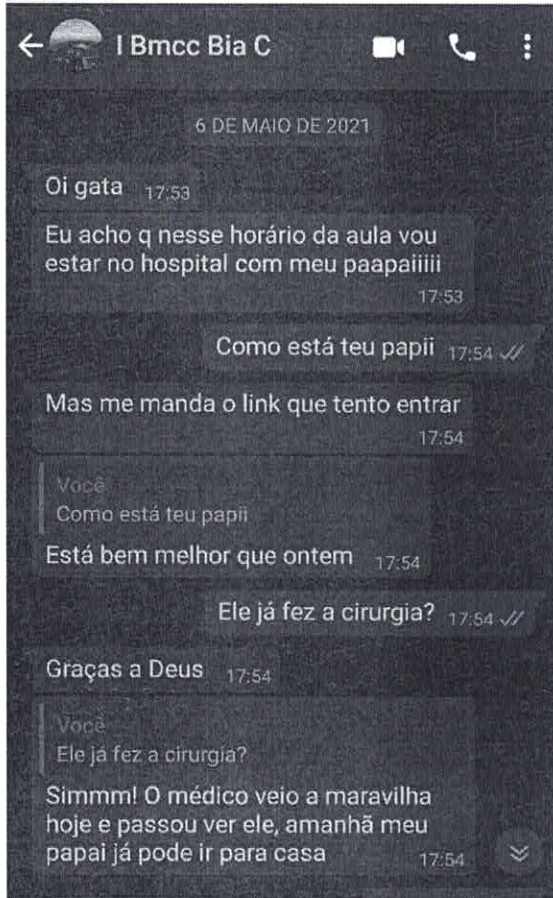 I Bmcc Bia C
6 DE MAIO DE 2021
Oi gata 17:53
Eu acho q nesse horário da aula vou
estar no hospital com meu paapaiiiii
17:53
Como está teu papii 17:54
Mas me manda o link que tento entrar
17:54
Você
Como está teu papii
Está bem melhor que ontem 17:54
Ele já fez a cirurgia? 17:54
Graças a Deus 17:54
Você
Ele já fez a cirurgia?
Simmm! O médico veio a maravilha
hoje e passou ver ele, amanhã meu
papai já pode ir para casa 17:54